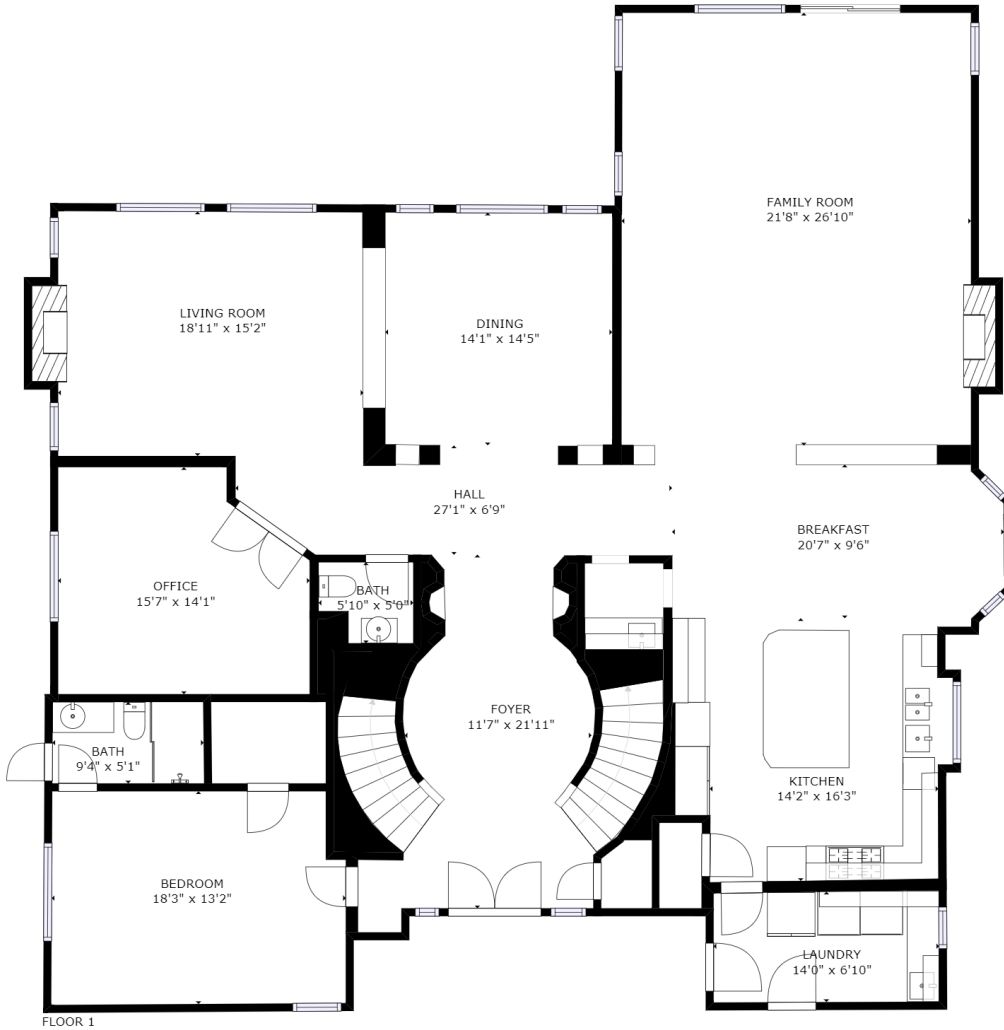 FAMILY ROOM
21'8" x 26'10"
LIVING ROOM
18'11" x 15'2"
DINING
14'1" x 14'5"
HALL
27'1" x 6'9"
BREAKFAST
20'7" x 9'6"
OFFICE
15'7" x 14'1"
BATH
5'10" x 5'0"
FOYER
11'7" x 21'11"
BATH
9'4" x 5'1"
KITCHEN
14'2" x 16'3"
BEDROOM
18'3" x 13'2"
LAUNDRY
14'0" x 6'10"
FLOOR 1